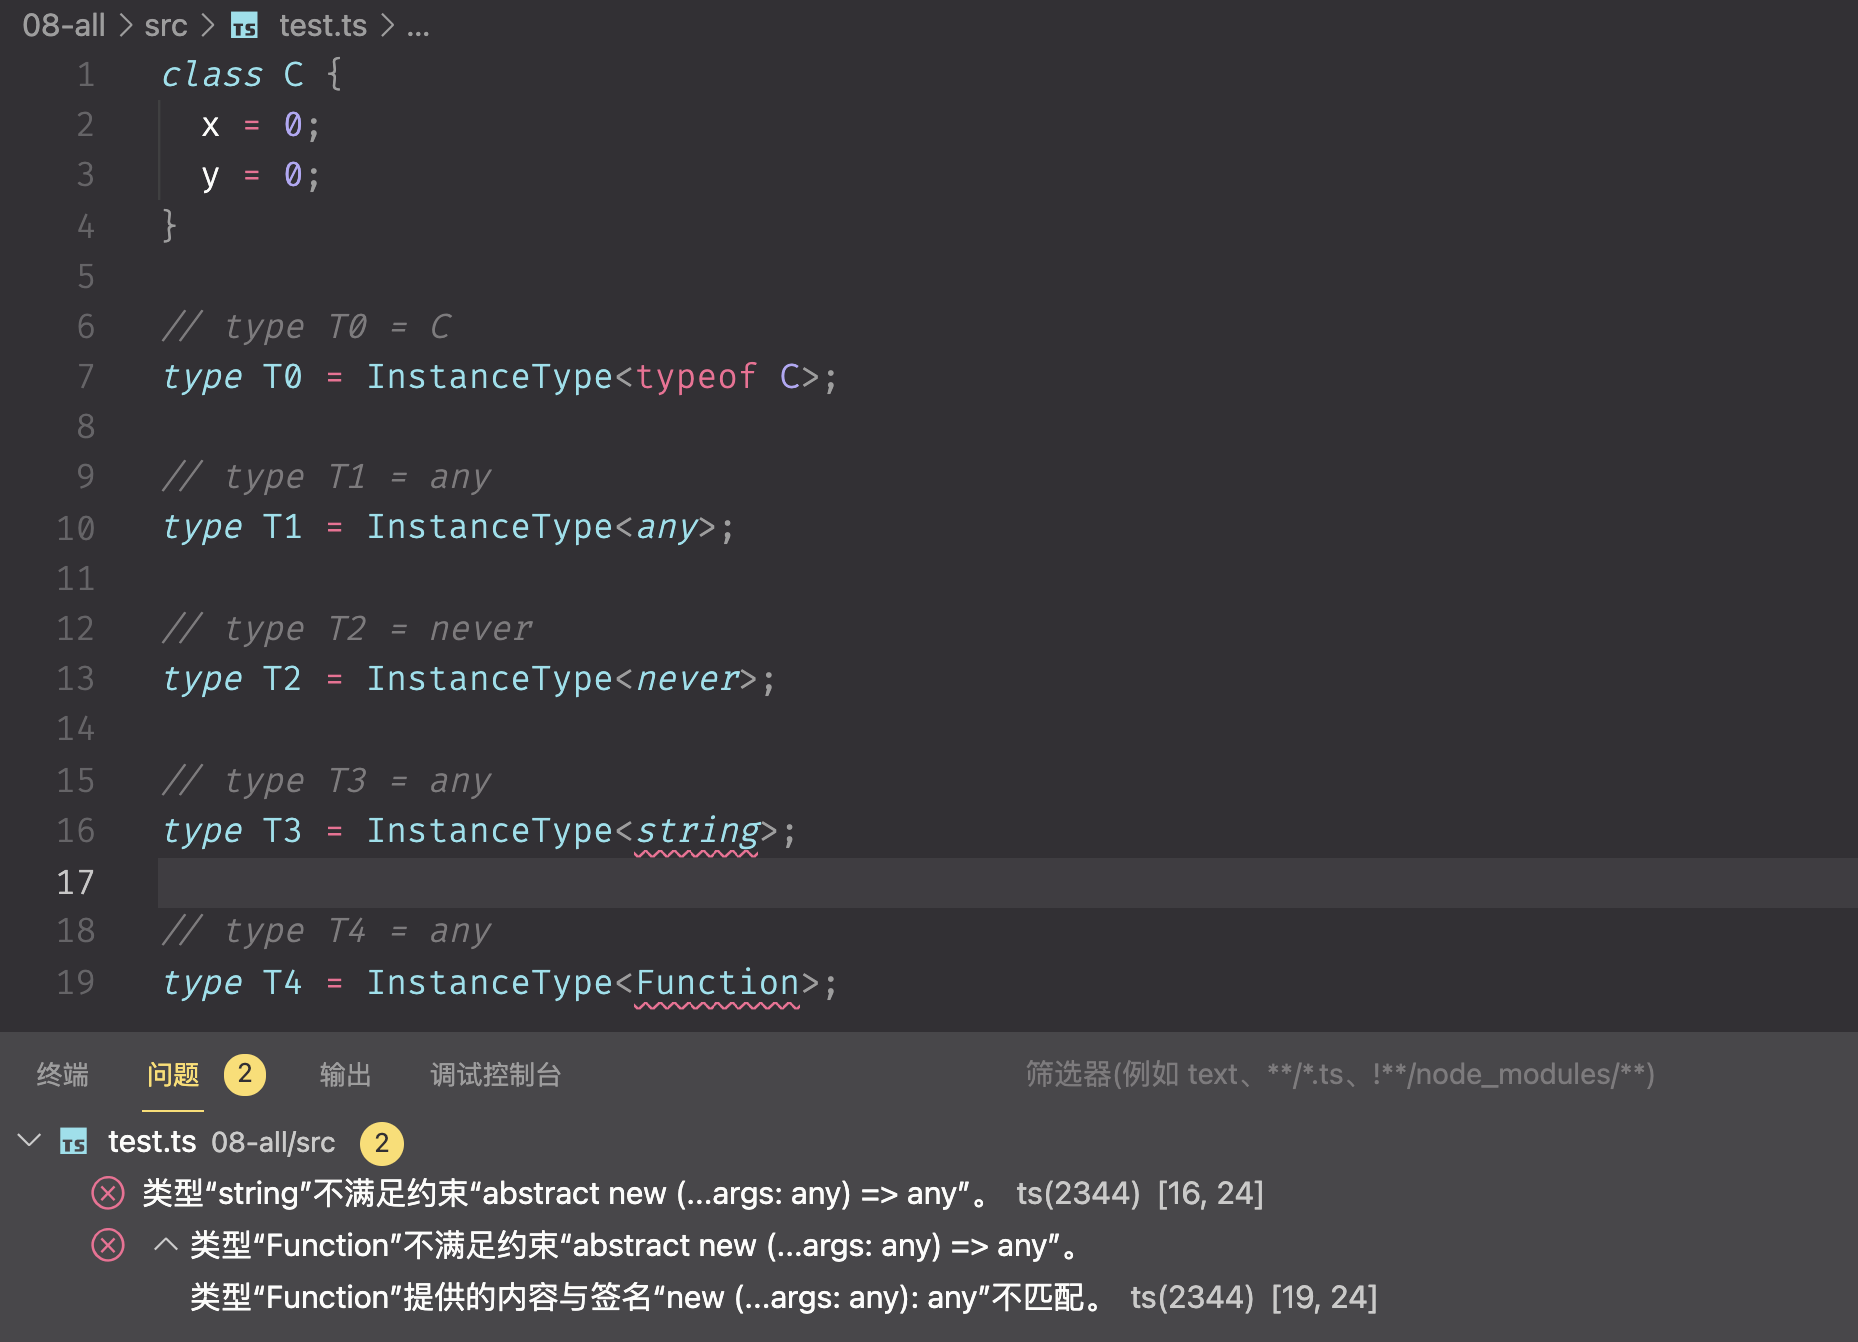 08-all > src > TS test.ts > ...
1 class C {
2 x = 0;
3 y = 0;
4 }
5
6 // type T0 = C
7 type T0 = InstanceType<typeof C>;
8
9 // type T1 = any
10 type T1 = InstanceType<any>;
11
12 // type T2 = never
13 type T2 = InstanceType<never>;
14
15 // type T3 = any
16 type T3 = InstanceType<string>;
17
18 // type T4 = any
19 type T4 = InstanceType<Function>;
终端 问题 2 输出 调试控制台 筛选器(例如 text、**/*.ts、!**/node_modules/**)
TS test.ts 08-all/src 2
类型“string”不满足约束“abstract new (...args: any) => any”。 ts(2344) [16, 24]
类型“Function”不满足约束“abstract new (...args: any) => any”。
类型“Function”提供的内容与签名“new (...args: any): any”不匹配。 ts(2344) [19, 24]